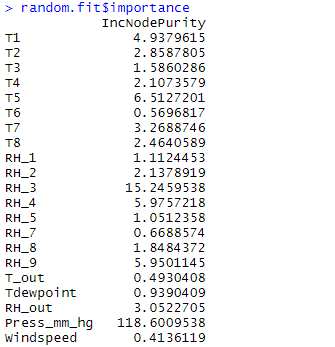 > random.fit$importance
IncNodePurity
T1 4.9379615
T2 2.8587805
T3 1.5860286
T4 2.1073579
T5 6.5127201
T6 0.5696817
T7 3.2688746
T8 2.4640589
RH_1 1.1124453
RH_2 2.1378919
RH_3 15.2459538
RH_4 5.9757218
RH_5 1.0512358
RH_7 0.6688574
RH_8 1.8484372
RH_9 5.9501145
T_out 0.4930408
Tdewpoint 0.9390409
RH_out 3.0522705
Press_mm_hg 118.6009538
Windspeed 0.4136119